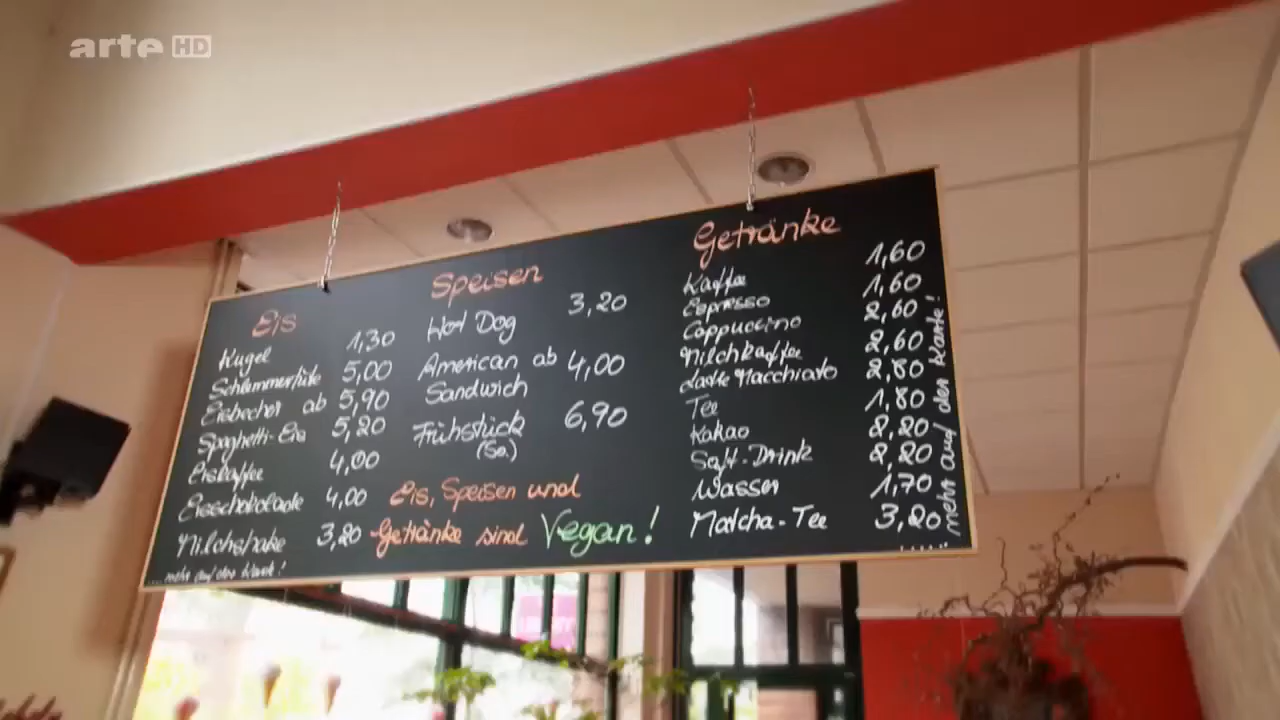 arte HD
Eis
Kugel 1,30
Schlemmertüte 5,00
Eisbecher ab 5,90
Spaghetti-Eis 5,20
Eiskaffee 4,00
Eisschokolade 4,00
Milchshake 3,20
... mehr auf der Karte!
Speisen
Hot Dog 3,20
American ab 4,00
Sandwich
Frühstück 6,90
(So.)
Eis, Speisen und
Getränke sind Vegan!
Getränke
Kaffee 1,60
Espresso 1,60
Cappuccino 2,60
Milchkaffee 2,60
Latte Macchiato 2,80
Tee 1,80
Kakao 2,20
Saft-Drink 2,20
Wasser 1,70
Matcha-Tee 3,20
... mehr auf der Karte!